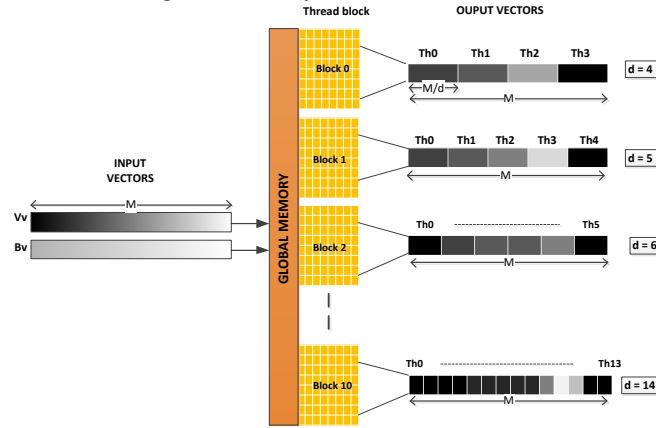 Thread block
OUPUT VECTORS
Block 0
Th0 Th1 Th2 Th3
d = 4
M/d
M
Block 1
Th0 Th1 Th2 Th3 Th4
d = 5
M
INPUT
VECTORS
M
Vv
Bv
GLOBAL MEMORY
Block 2
Th0 Th5
d = 6
M
Block 10
Th0 Th13
d = 14
M